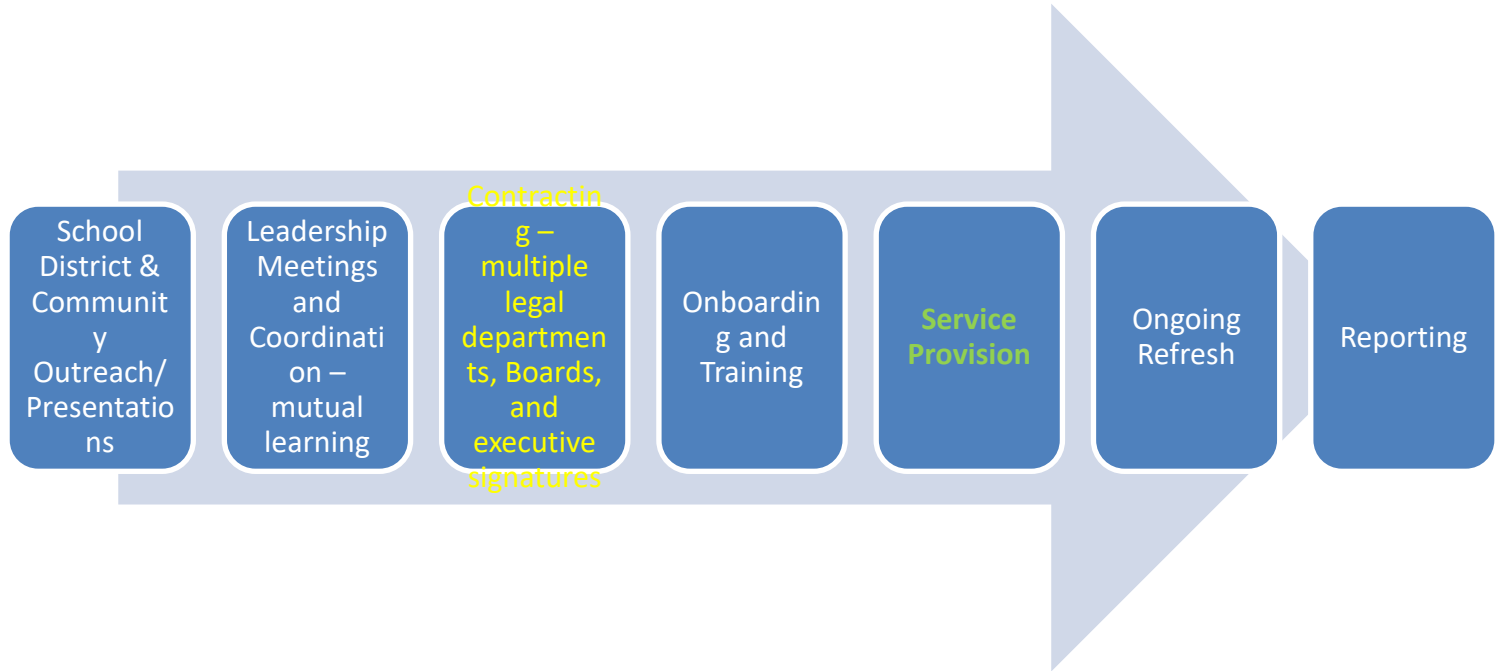 School
District &
Communit
y
Outreach/
Presentatio
ns
Leadership
Meetings
and
Coordinati
on –
mutual
learning
Contractin
g –
multiple
legal
departmen
ts, Boards,
and
executive
signatures
Onboardin
g and
Training
Service
Provision
Ongoing
Refresh
Reporting